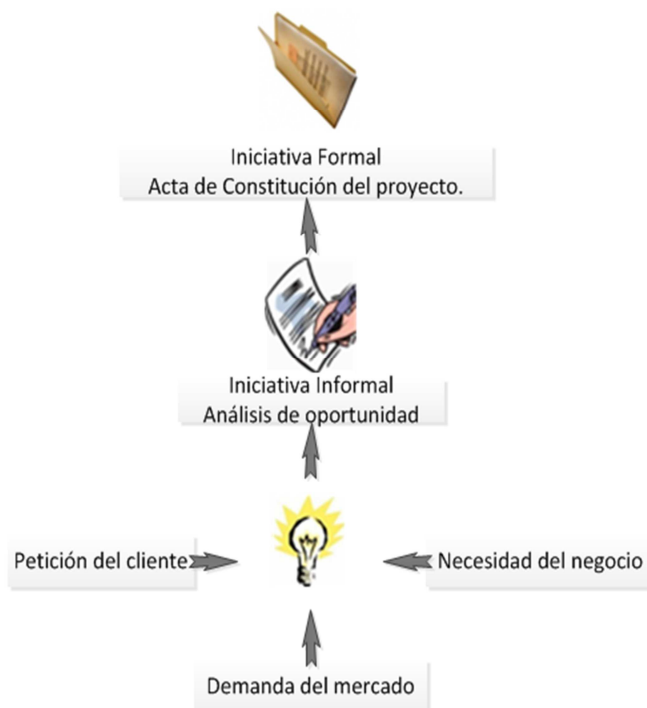 Iniciativa Formal
Acta de Constitución del proyecto.
Iniciativa Informal
Análisis de oportunidad
Petición del cliente
Necesidad del negocio
Demanda del mercado